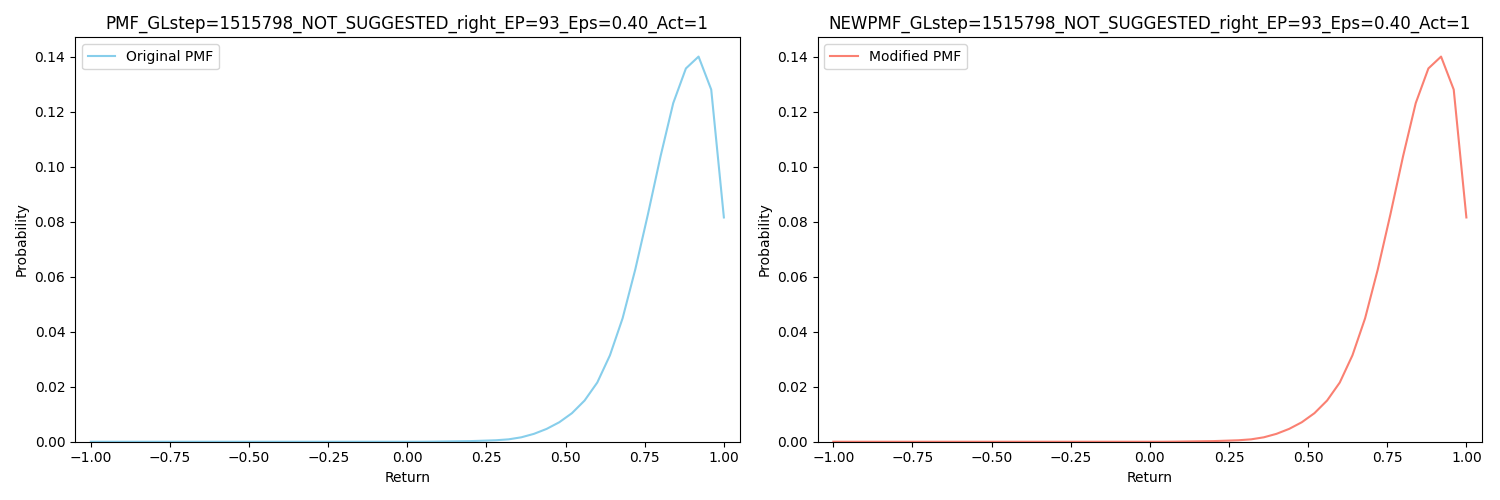 PMF_GLstep=1515798_NOT_SUGGESTED_right_EP=93_Eps=0.40_Act=1
Original PMF
Probability
0.14
0.12
0.10
0.08
0.06
0.04
0.02
0.00
−1.00 −0.75 −0.50 −0.25 0.00 0.25 0.50 0.75 1.00
Return
NEWPMF_GLstep=1515798_NOT_SUGGESTED_right_EP=93_Eps=0.40_Act=1
Modified PMF
Probability
0.14
0.12
0.10
0.08
0.06
0.04
0.02
0.00
−1.00 −0.75 −0.50 −0.25 0.00 0.25 0.50 0.75 1.00
Return